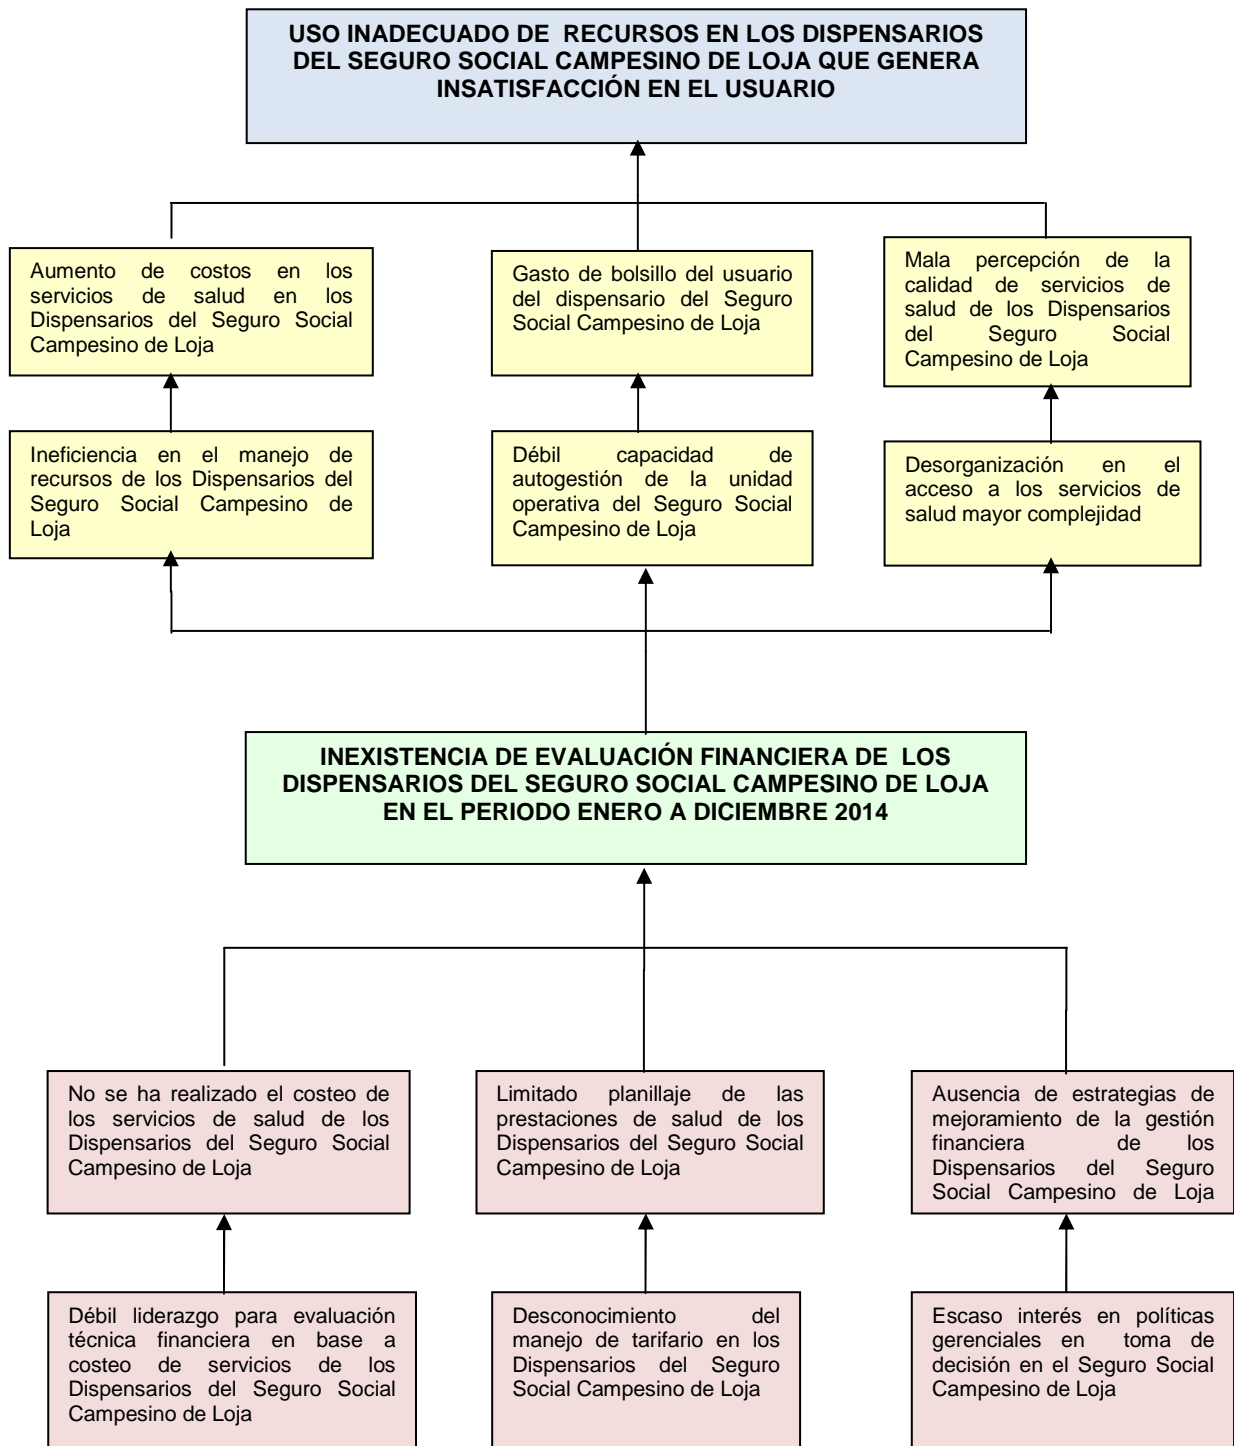 USO INADECUADO DE RECURSOS EN LOS DISPENSARIOS
DEL SEGURO SOCIAL CAMPESINO DE LOJA QUE GENERA
INSATISFACCIÓN EN EL USUARIO
Aumento de costos en los
servicios de salud en los
Dispensarios del Seguro Social
Campesino de Loja
Gasto de bolsillo del usuario
del dispensario del Seguro
Social Campesino de Loja
Mala percepción de la
calidad de servicios de
salud de los Dispensarios
del Seguro Social
Campesino de Loja
Ineficiencia en el manejo de
recursos de los Dispensarios del
Seguro Social Campesino de
Loja
Débil capacidad de
autogestión de la unidad
operativa del Seguro Social
Campesino de Loja
Desorganización en el
acceso a los servicios de
salud mayor complejidad
INEXISTENCIA DE EVALUACIÓN FINANCIERA DE LOS
DISPENSARIOS DEL SEGURO SOCIAL CAMPESINO DE LOJA
EN EL PERIODO ENERO A DICIEMBRE 2014
No se ha realizado el costeo de
los servicios de salud de los
Dispensarios del Seguro Social
Campesino de Loja
Limitado planillaje de las
prestaciones de salud de los
Dispensarios del Seguro Social
Campesino de Loja
Ausencia de estrategias de
mejoramiento de la gestión
financiera de los
Dispensarios del Seguro
Social Campesino de Loja
Débil liderazgo para evaluación
técnica financiera en base a
costeo de servicios de los
Dispensarios del Seguro Social
Campesino de Loja
Desconocimiento del
manejo de tarifario en los
Dispensarios del Seguro
Social Campesino de Loja
Escaso interés en políticas
gerenciales en toma de
decisión en el Seguro Social
Campesino de Loja